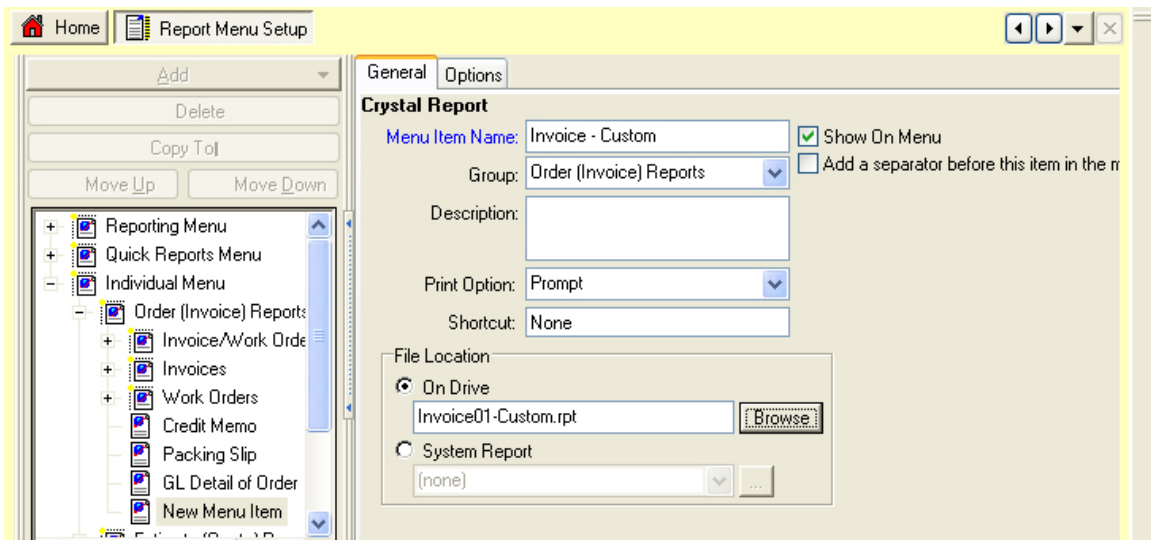 Home
Report Menu Setup
Add
Delete
Copy To
Move Up
Move Down
Reporting Menu
Quick Reports Menu
Individual Menu
Order (Invoice) Reports
Invoice/Work Orde
Invoices
Work Orders
Credit Memo
Packing Slip
GL Detail of Order
New Menu Item
General
Options
Crystal Report
Menu Item Name: Invoice - Custom
Show On Menu
Group: Order (Invoice) Reports
Add a separator before this item in the m
Description:
Print Option: Prompt
Shortcut: None
File Location
On Drive
Invoice01-Custom.rpt
Browse
System Report
(none)
...